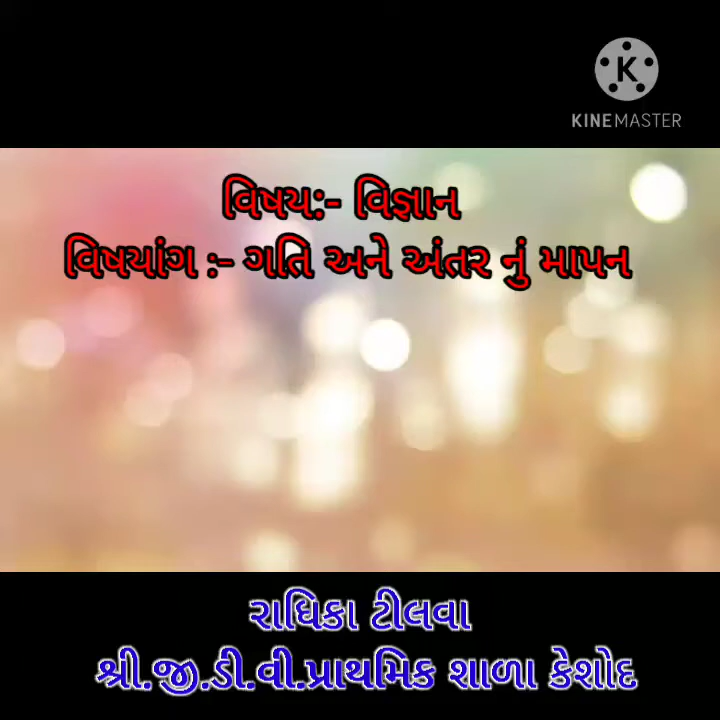 KINEMASTER
વિષય:- વિજ્ઞાન
વિષયાંગ :- ગતિ અને અંતર નું માપન
રાધિકા ટીલવા
શ્રી.જી.ડી.વી.પ્રાથમિક શાળા કેશોદ